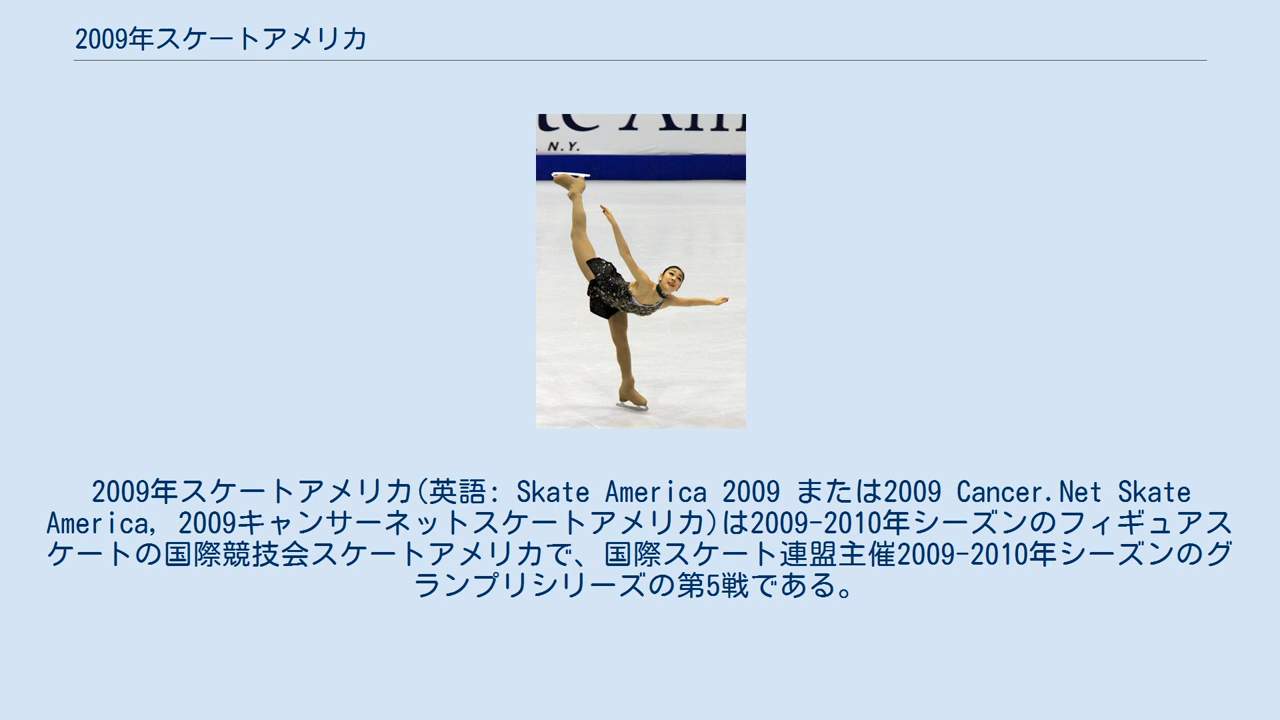 2009年スケートアメリカ
N.Y.
2009年スケートアメリカ(英語: Skate America 2009 または2009 Cancer.Net Skate
America, 2009キャンサーネットスケートアメリカ)は2009-2010年シーズンのフィギュアス
ケートの国際競技会スケートアメリカで、国際スケート連盟主催2009-2010年シーズンのグ
ランプリシリーズの第5戦である。